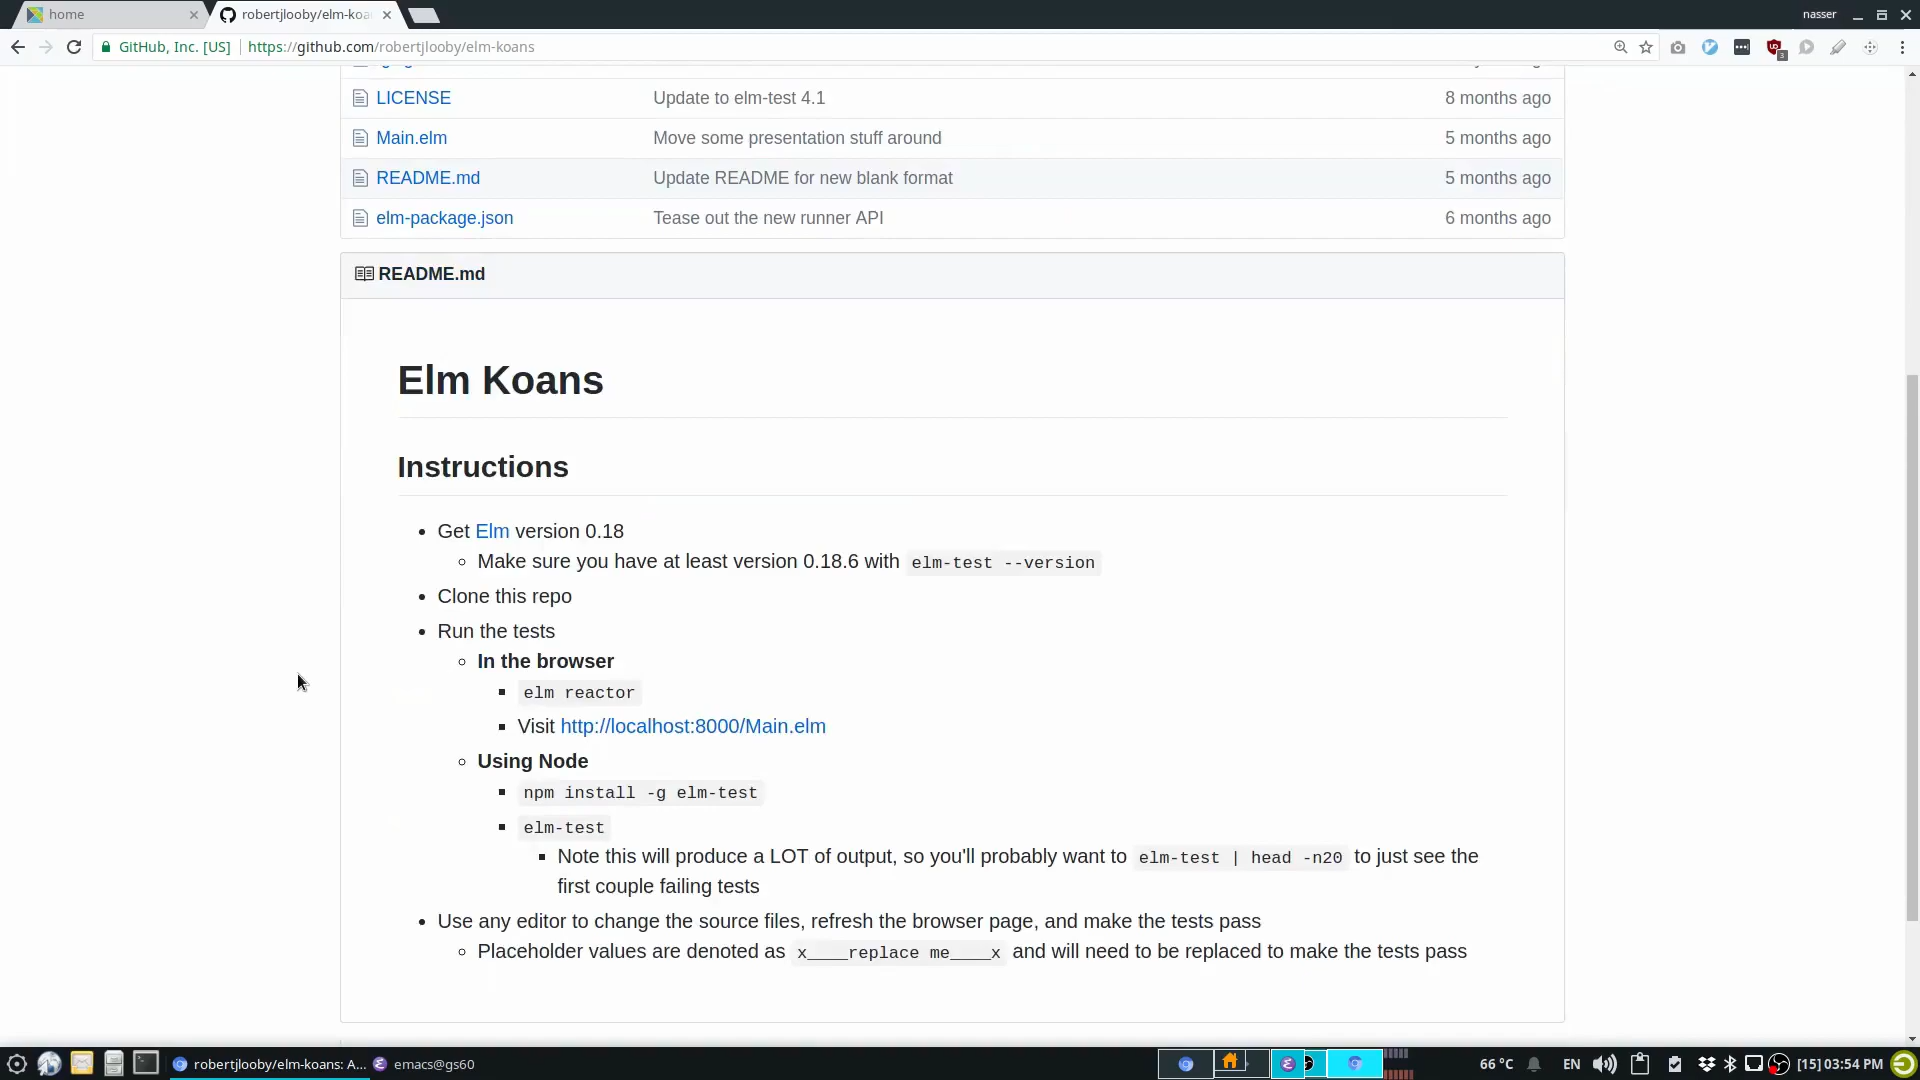 home
robertjlooby/elm-koa
nasser
GitHub, Inc. [US]
https://github.com/robertjlooby/elm-koans
LICENSE Update to elm-test 4.1 8 months ago
Main.elm Move some presentation stuff around 5 months ago
README.md Update README for new blank format 5 months ago
elm-package.json Tease out the new runner API 6 months ago
README.md
Elm Koans
Instructions
Get Elm version 0.18
Make sure you have at least version 0.18.6 with elm-test --version
Clone this repo
Run the tests
In the browser
elm reactor
Visit http://localhost:8000/Main.elm
Using Node
npm install -g elm-test
elm-test
Note this will produce a LOT of output, so you'll probably want to elm-test | head -n20 to just see the
first couple failing tests
Use any editor to change the source files, refresh the browser page, and make the tests pass
Placeholder values are denoted as x____replace me____x and will need to be replaced to make the tests pass
robertjlooby/elm-koans: A... emacs@gs60 66 °C EN [15] 03:54 PM